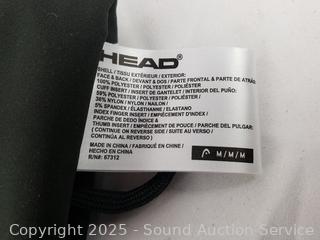 HEAD
SHELL / TISSU EXTÉRIEUR / EXTERIOR:
FACE & BACK / DEVANT & DOS / PARTE FRONTAL & PARTE DE ATRÁS:
100% POLYESTER / POLYESTER / POLIÉSTER
CUFF INSERT / INSERT DE GANTELET / INTERIOR DEL PUÑO:
59% POLYESTER / POLYESTER / POLIÉSTER
36% NYLON / NYLON / NAILON
5% SPANDEX / ÉLASTHANNE / ELASTANO
INDEX FINGER INSERT / EMPIÈCEMENT D'INDEX /
PARCHE DE DEDO ÍNDICE &
THUMB INSERT / EMPIÈCEMENT DE POUCE / PARCHE DEL PULGAR:
( CONTINUE ON REVERSE SIDE / SUITE AU VERSO /
CONTINÚA AL REVERSO )
MADE IN CHINA / FABRIQUÉ EN CHINE /
HECHO EN CHINA
R/N#: 67312
M/M/M
Copyright 2025 - Sound Auction Service